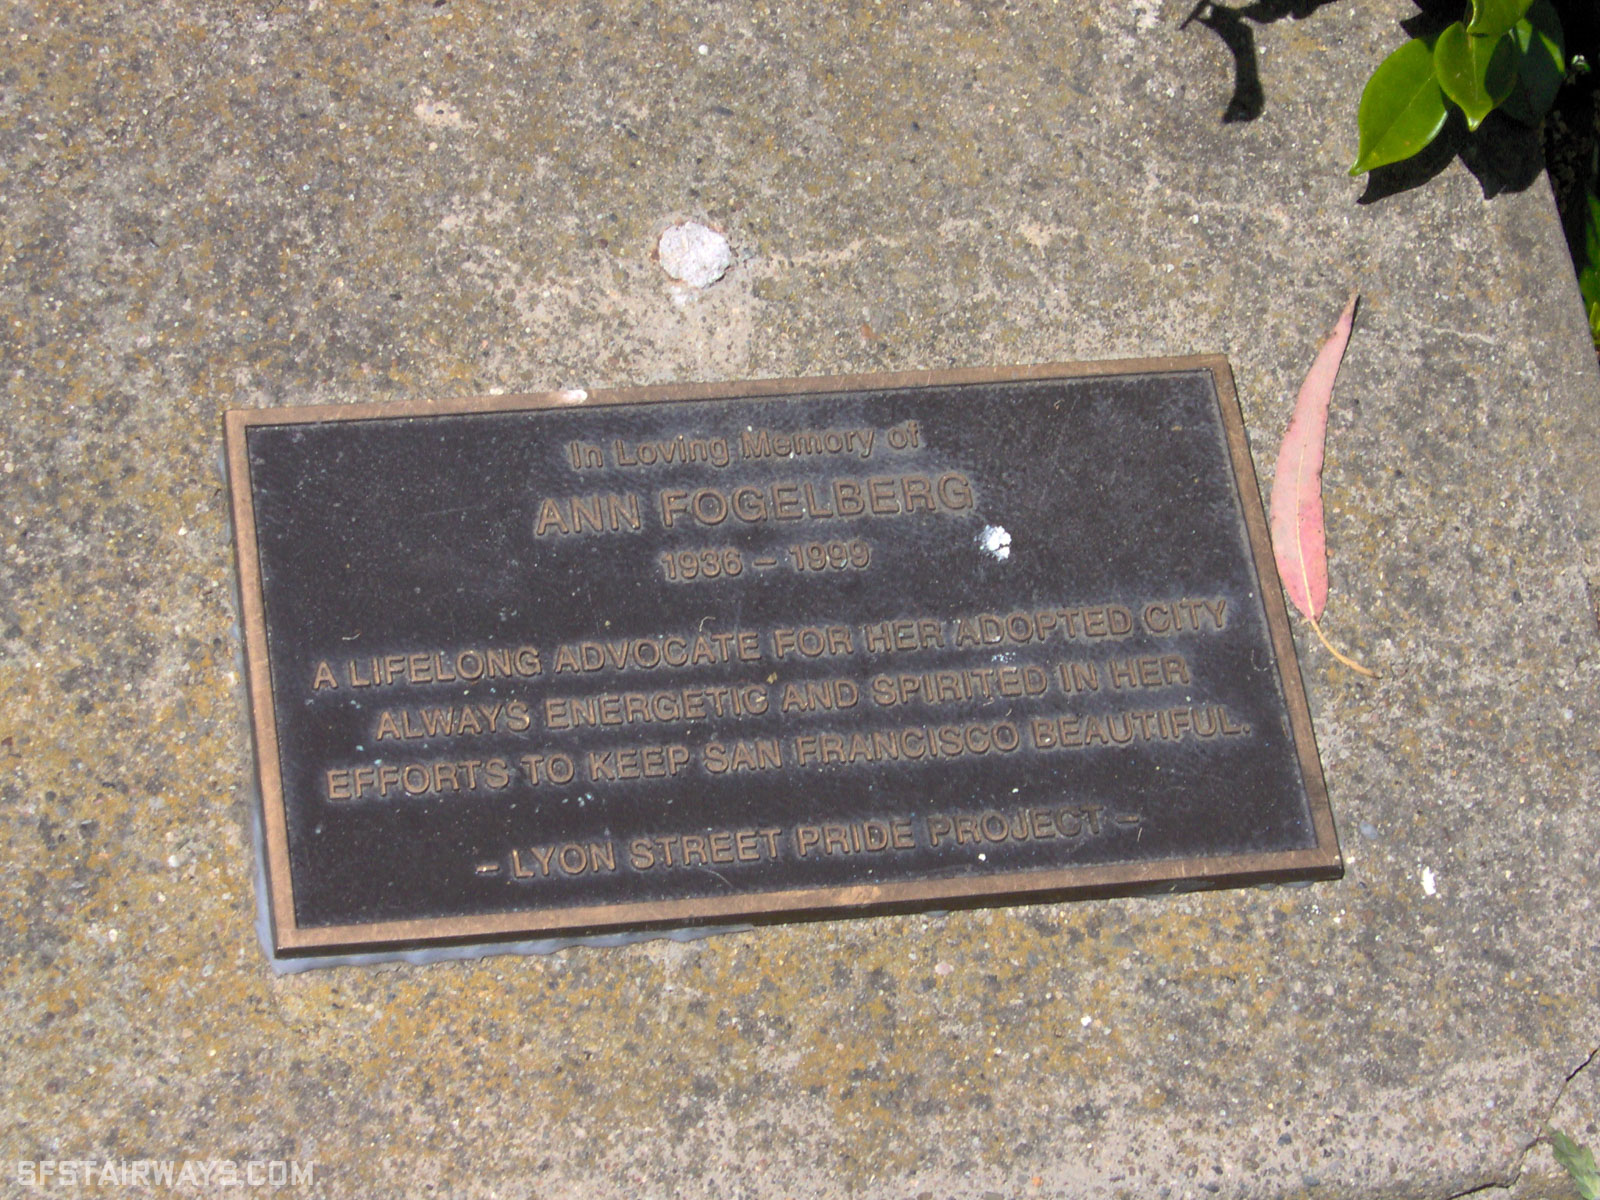 In Loving Memory of
ANN FOGELBERG
1936 – 1999
A LIFELONG ADVOCATE FOR HER ADOPTED CITY
ALWAYS ENERGETIC AND SPIRITED IN HER
EFFORTS TO KEEP SAN FRANCISCO BEAUTIFUL.
– LYON STREET PRIDE PROJECT –
SFSTAIRWAYS.COM